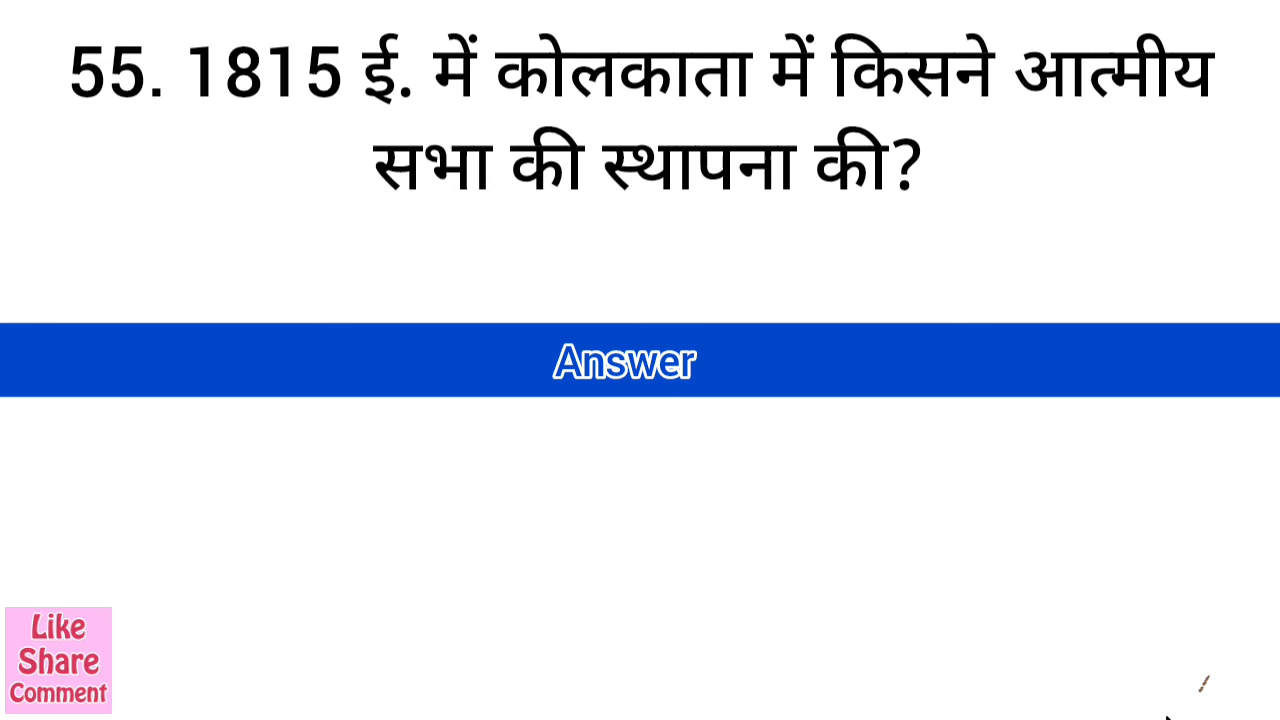 55. 1815 ई. में कोलकाता में किसने आत्मीय
सभा की स्थापना की?
Answer
Like
Share
Comment